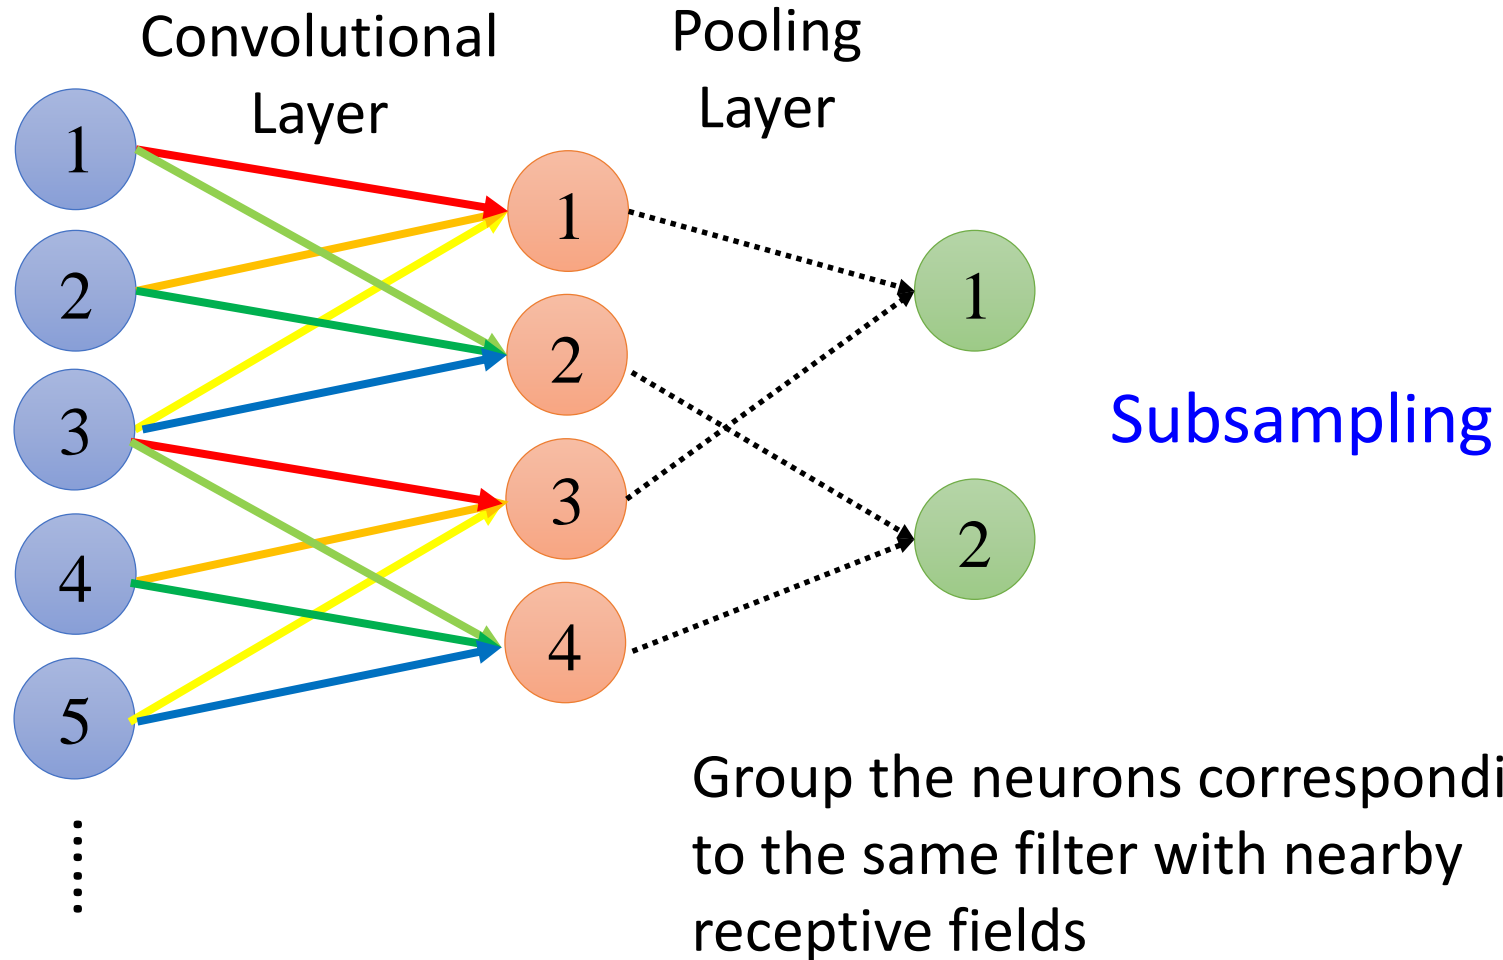 Convolutional
Layer
Pooling
Layer
1
2
3
4
5
1
2
3
4
1
2
Subsampling
Group the neurons correspondi
to the same filter with nearby
receptive fields